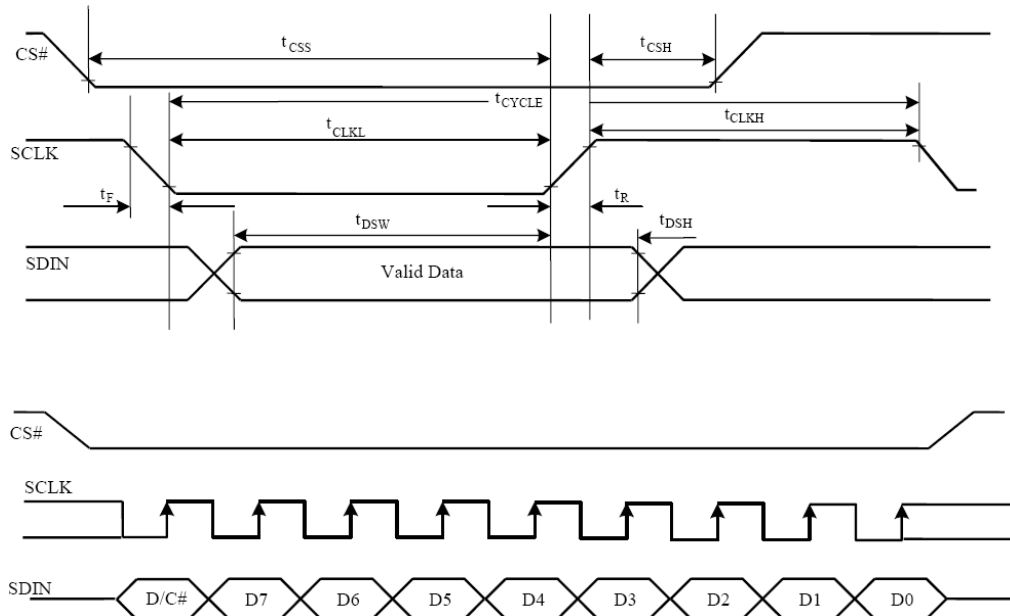 CS#
tCSS
tCSH
tCYCLE
tCLKL
tCLKH
SCLK
tF
tR
tDSW
tDSH
SDIN
Valid Data
CS#
SCLK
SDIN
D/C# D7 D6 D5 D4 D3 D2 D1 D0